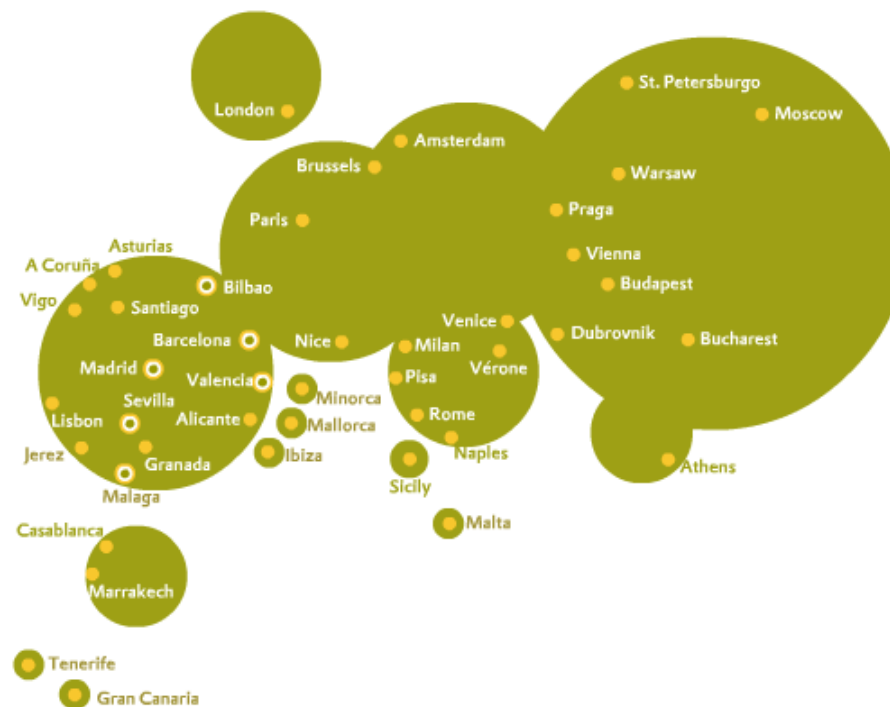 St. Petersburgo
Moscow
London
Amsterdam
Brussels
Warsaw
Praga
Paris
Asturias
Vienna
A Coruña
Bilbao
Budapest
Vigo
Santiago
Venice
Dubrovnik
Barcelona
Nice
Milan
Bucharest
Vérone
Madrid
Valencia
Pisa
Minorca
Sevilla
Lisbon
Alicante
Mallorca
Rome
Jerez
Granada
Ibiza
Naples
Athens
Sicily
Malaga
Malta
Casablanca
Marrakech
Tenerife
Gran Canaria